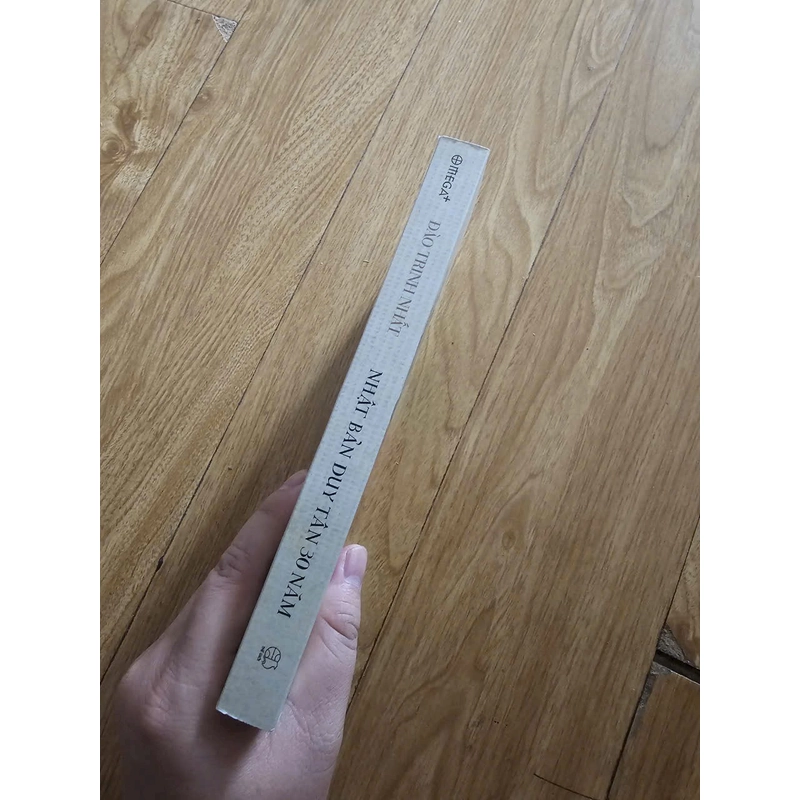 OMEGA+
ĐÀO TRINH NHẤT
NHẬT BẢN DUY TÂN 30 NĂM